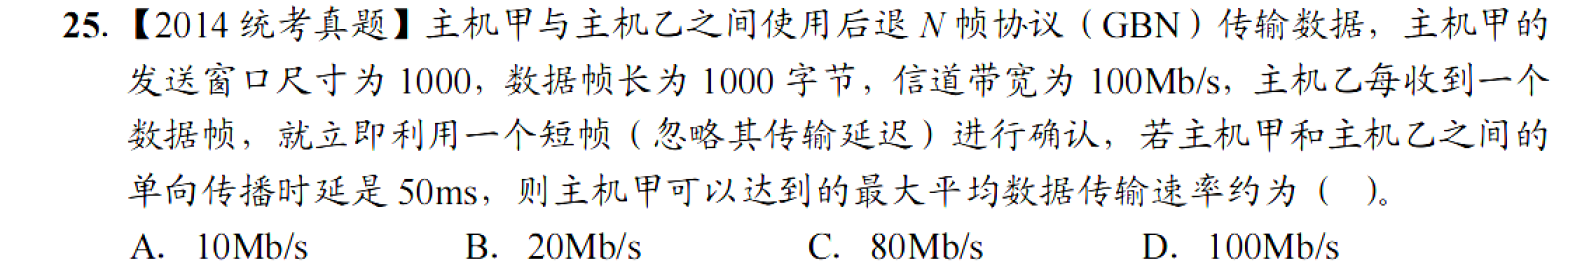 25. 【2014 统考真题】主机甲与主机乙之间使用后退 N 帧协议（GBN）传输数据，主机甲的
发送窗口尺寸为 1000，数据帧长为 1000 字节，信道带宽为 100Mb/s，主机乙每收到一个
数据帧，就立即利用一个短帧（忽略其传输延迟）进行确认，若主机甲和主机乙之间的
单向传播时延是 50ms，则主机甲可以达到的最大平均数据传输速率约为（ ）。
A. 10Mb/s B. 20Mb/s C. 80Mb/s D. 100Mb/s